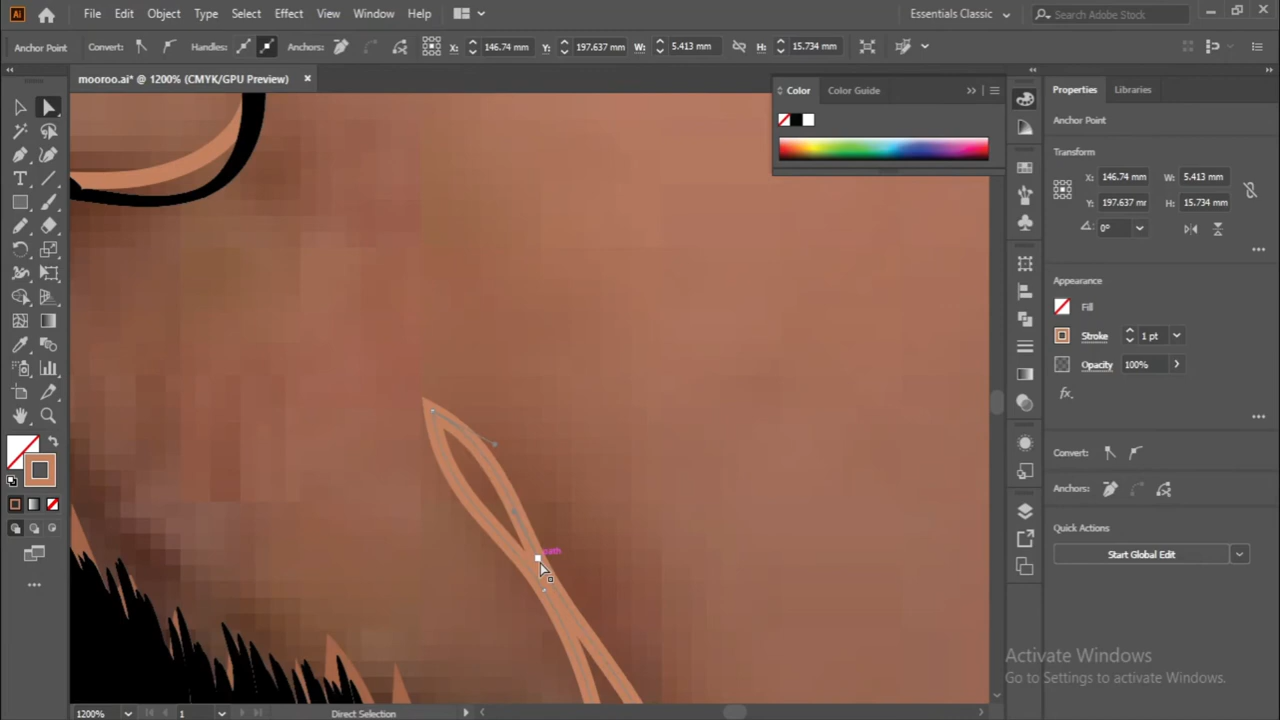 Ai File Edit Object Type Select Effect View Window Help Essentials Classic Search Adobe Stock
Anchor Point Convert: Handles: Anchors: X: 146.74 mm Y: 197.637 mm W: 5.413 mm H: 15.734 mm
mooroo.ai* @ 1200% (CMYK/GPU Preview) ×
Color Color Guide
Properties Libraries
Anchor Point
Transform
X: 146.74 mm W: 5.413 mm
Y: 197.637 mr H: 15.734 mm
0°
Appearance
Fill
Stroke 1 pt
Opacity 100%
fx
Convert:
Anchors:
Quick Actions
Start Global Edit
path
Activate Windows
Go to Settings to activate Windows.
1200% 1 Direct Selection